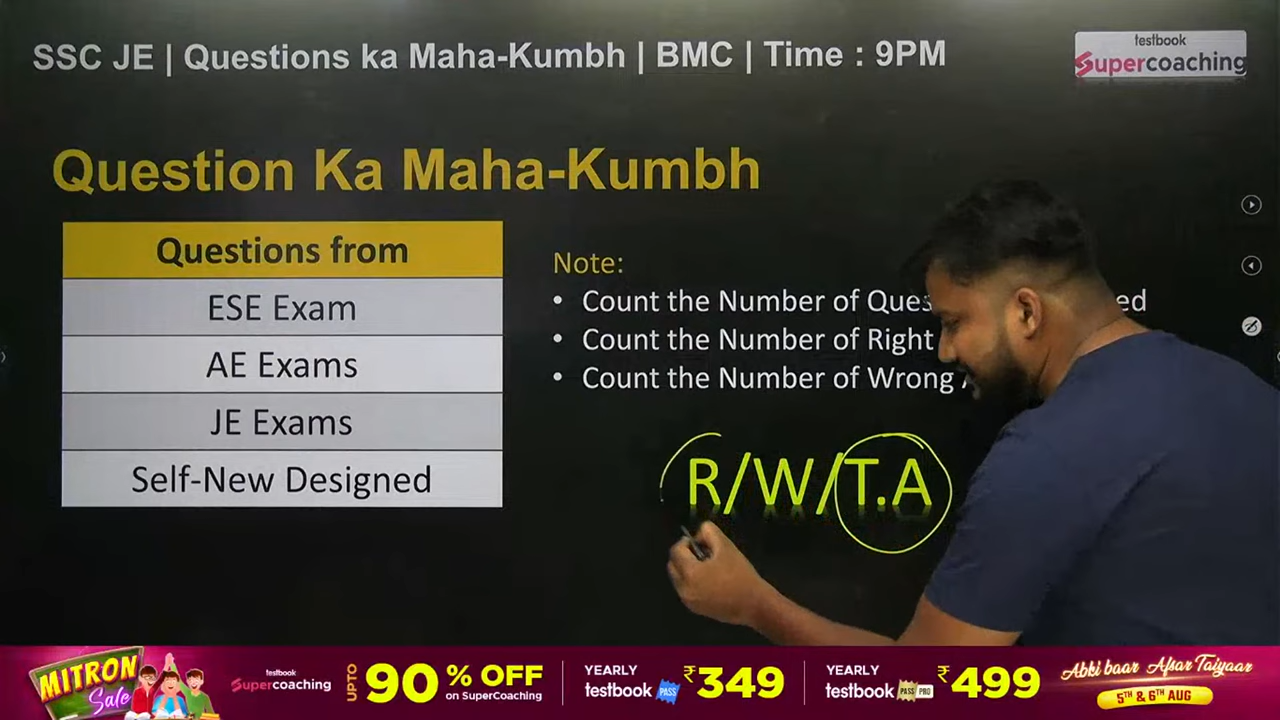 SSC JE | Questions ka Maha-Kumbh | BMC | Time : 9PM
testbook
Supercoaching
Question Ka Maha-Kumbh
Questions from
ESE Exam
AE Exams
JE Exams
Self-New Designed
Note:
• Count the Number of
• Count the Number of Right
• Count the Number of Wrong
R/W/T.A
MITRON
Sale
testbook
Supercoaching
UPTO 90% OFF
on SuperCoaching
YEARLY
testbook PASS
₹349
YEARLY
testbook PASS PRO
₹499
Abki baar Afsar Taiyaar
5TH & 6TH AUG